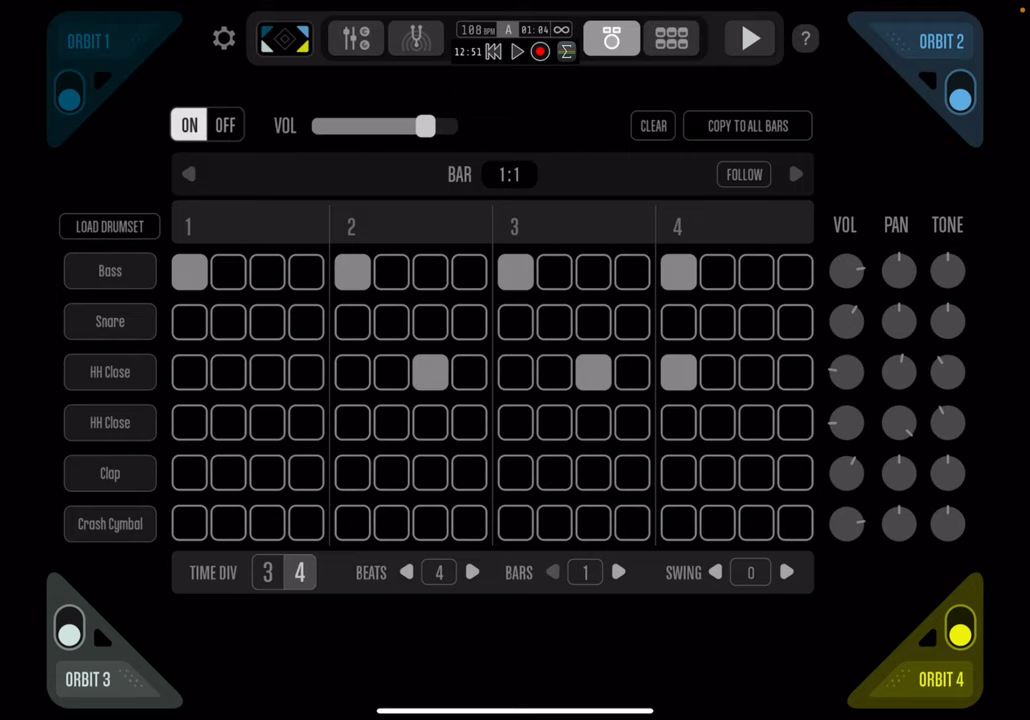 ORBIT 1
108 BPM A 01:04
12:51
?
ORBIT 2
ON OFF VOL CLEAR COPY TO ALL BARS
BAR 1:1 FOLLOW
LOAD DRUMSET 1 2 3 4 VOL PAN TONE
Bass
Snare
HH Close
HH Close
Clap
Crash Cymbal
TIME DIV 3 4 BEATS 4 BARS 1 SWING 0
ORBIT 3
ORBIT 4